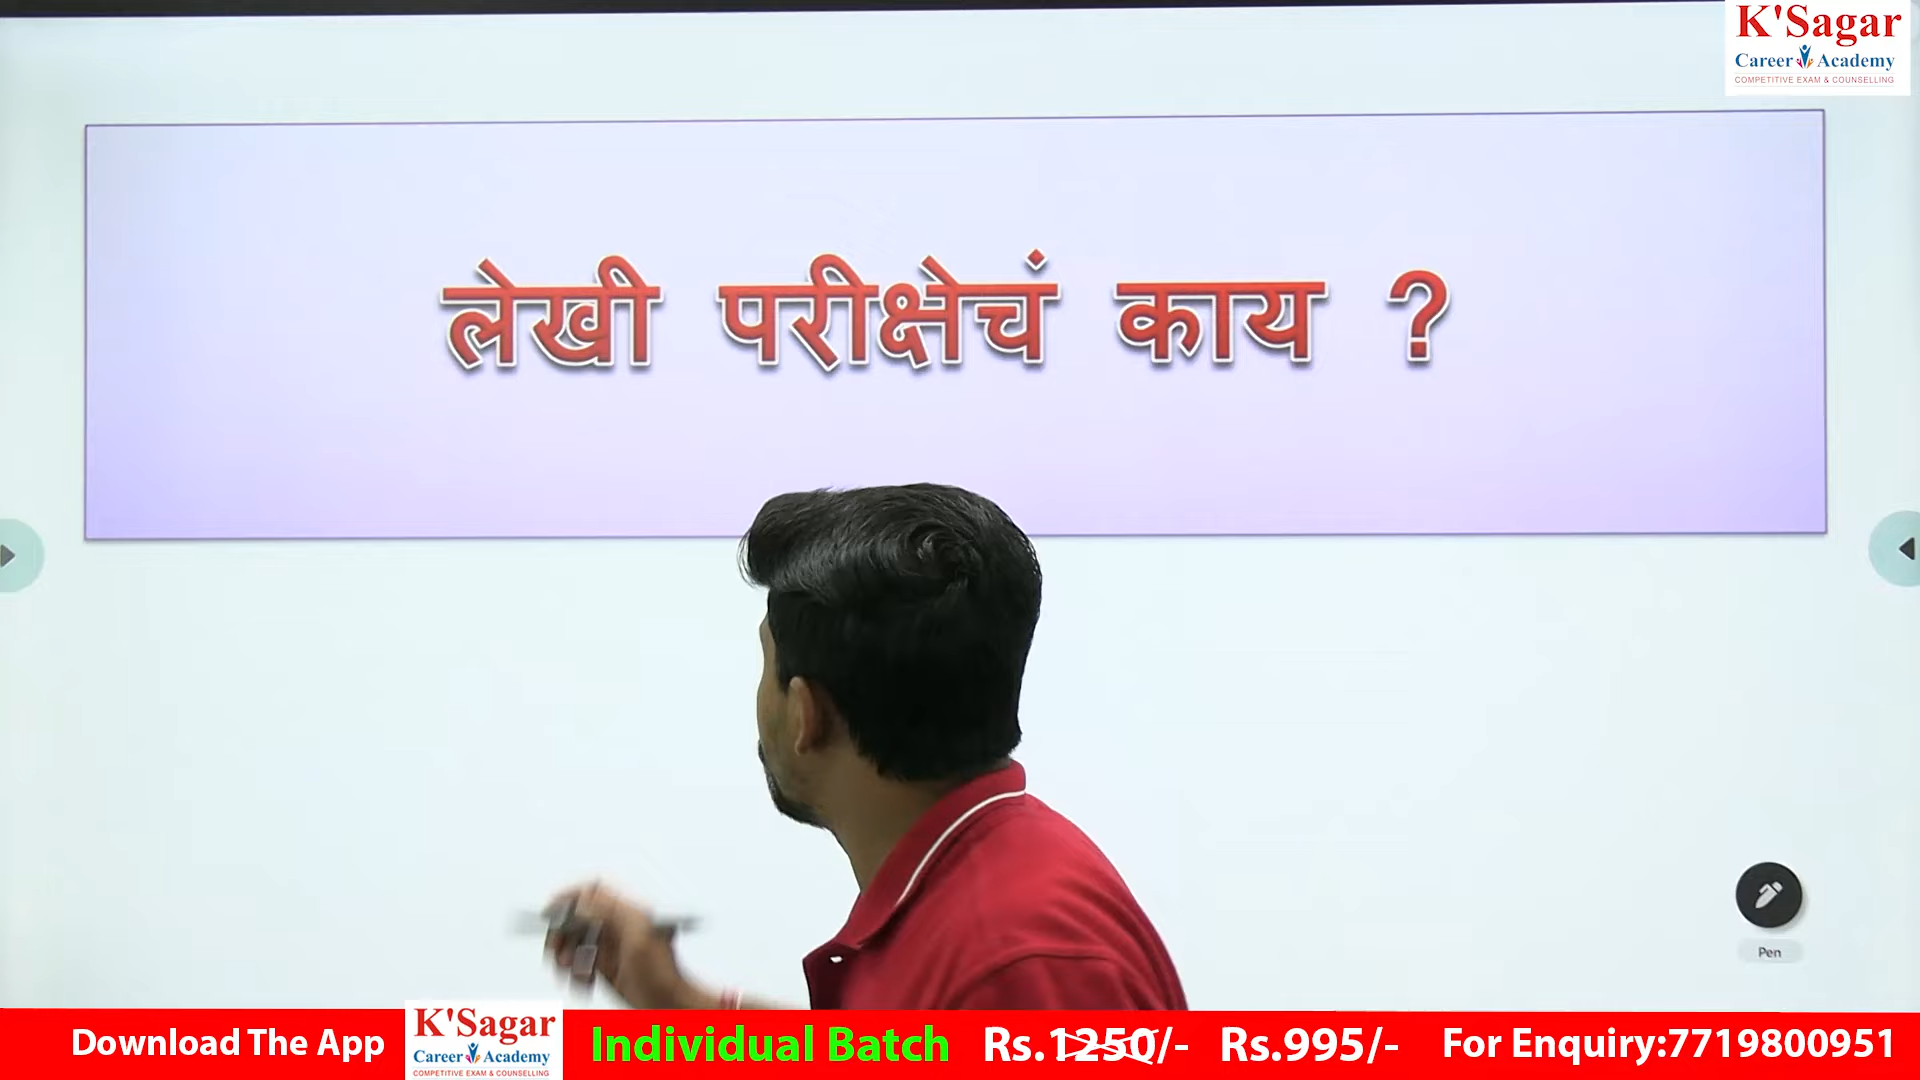 K'Sagar
Career Academy
COMPETITIVE EXAM & COUNSELLING
लेखी परीक्षेचं काय ?
Pen
Download The App
K'Sagar
Career Academy
COMPETITIVE EXAM & COUNSELLING
Individual Batch
Rs.1250/-
Rs.995/-
For Enquiry:7719800951